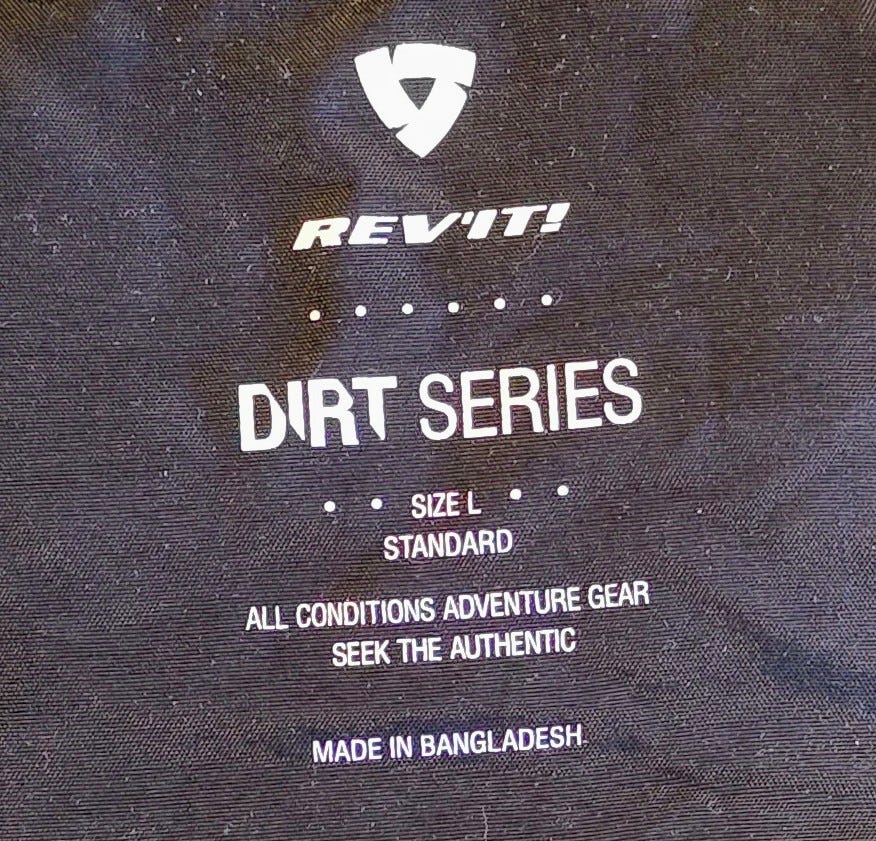 REV'IT!
DIRT SERIES
SIZE L
STANDARD
ALL CONDITIONS ADVENTURE GEAR
SEEK THE AUTHENTIC
MADE IN BANGLADESH